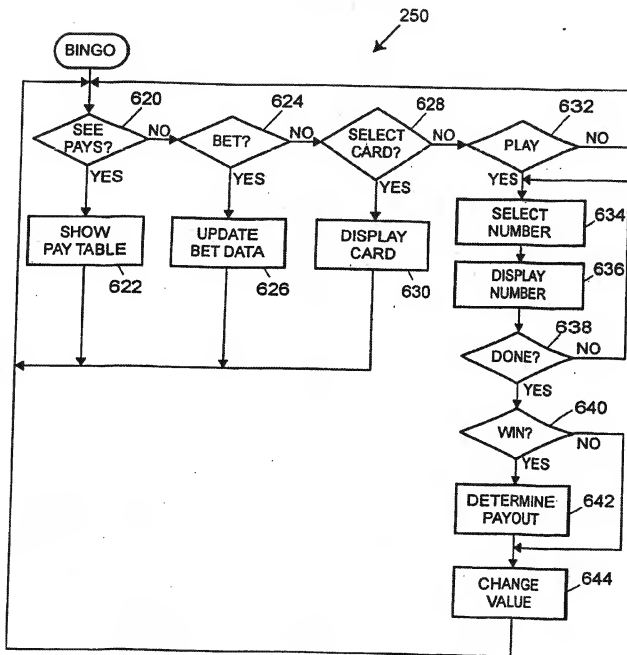 250
BINGO
620
624
628
632
SEE
PAYS?
NO
BET?
NO
SELECT
CARD?
NO
PLAY
NO
YES
YES
YES
YES
SHOW
PAY TABLE
622
UPDATE
BET DATA
626
DISPLAY
CARD
630
SELECT
NUMBER
634
DISPLAY
NUMBER
636
638
DONE?
NO
YES
640
WIN?
NO
YES
DETERMINE
PAYOUT
642
CHANGE
VALUE
644